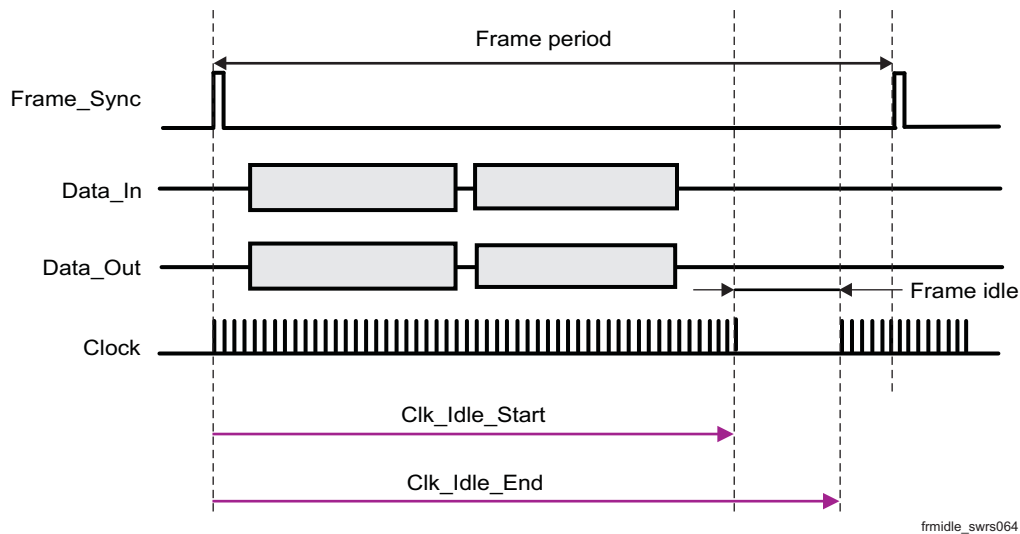 Frame period
Frame_Sync
Data_In
Data_Out
Frame idle
Clock
Clk_Idle_Start
Clk_Idle_End
frmidle_swrs064